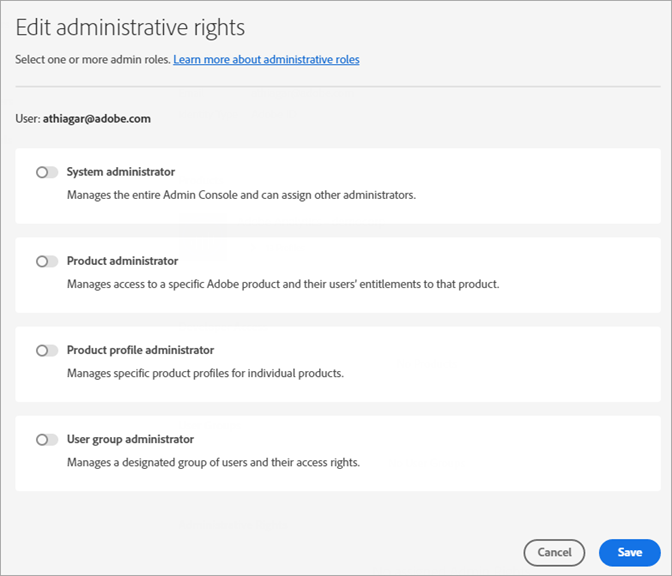 Edit administrative rights
Select one or more admin roles. Learn more about administrative roles
User: athiagar@adobe.com
System administrator
Manages the entire Admin Console and can assign other administrators.
Product administrator
Manages access to a specific Adobe product and their users' entitlements to that product.
Product profile administrator
Manages specific product profiles for individual products.
User group administrator
Manages a designated group of users and their access rights.
Cancel
Save